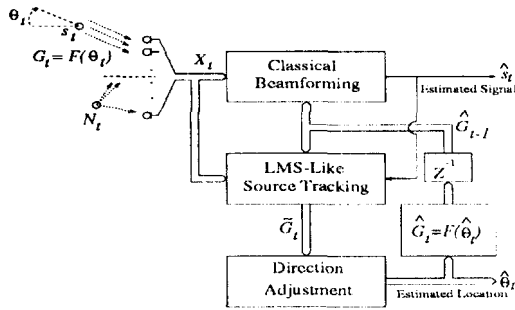 θ_t
s_t
G_t = F(θ_t)
N_t
X_t
Classical
Beamforming
ŝ_t
Estimated Signal
Ĝ_{t-1}
LMS-Like
Source Tracking
Z^{-1}
G̃_t
Ĝ_t = F(θ̂_t)
Direction
Adjustment
θ̂_t
Estimated Location